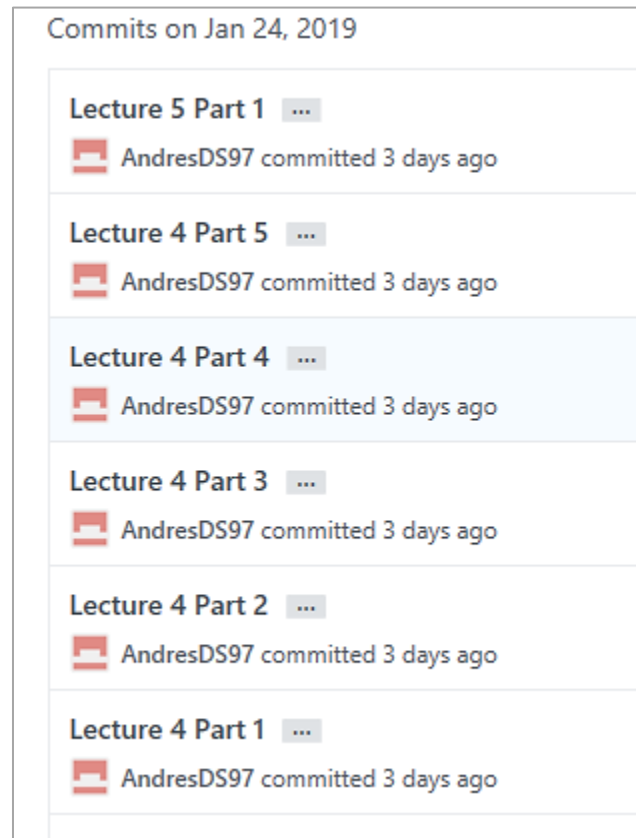 Commits on Jan 24, 2019
Lecture 5 Part 1 ...
AndresDS97 committed 3 days ago
Lecture 4 Part 5 ...
AndresDS97 committed 3 days ago
Lecture 4 Part 4 ...
AndresDS97 committed 3 days ago
Lecture 4 Part 3 ...
AndresDS97 committed 3 days ago
Lecture 4 Part 2 ...
AndresDS97 committed 3 days ago
Lecture 4 Part 1 ...
AndresDS97 committed 3 days ago